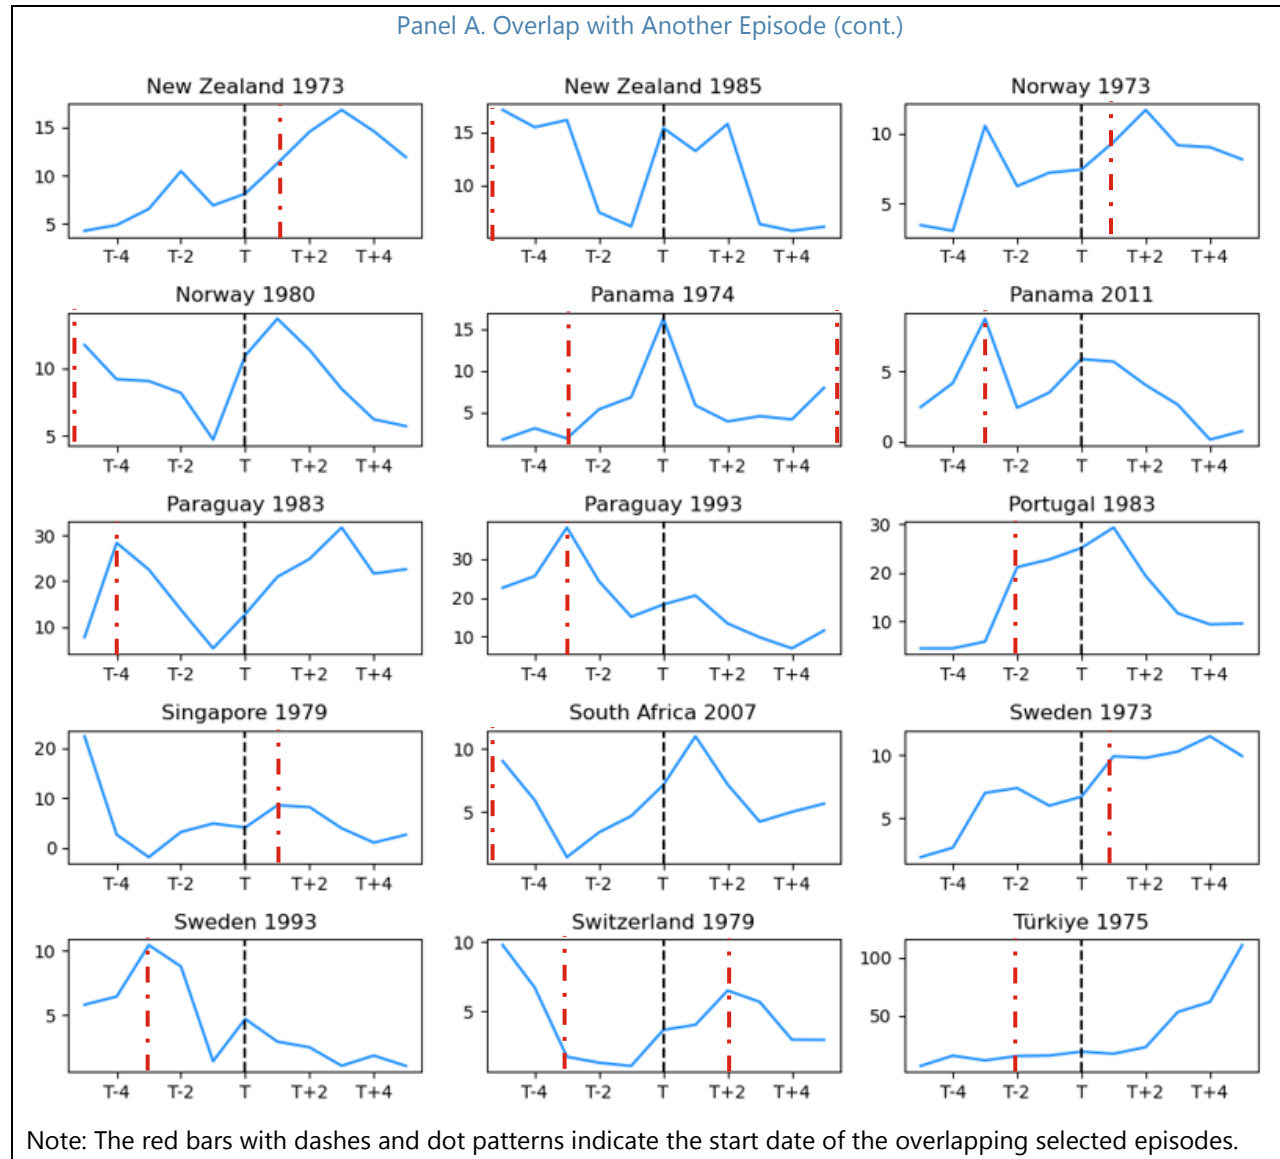 Panel A. Overlap with Another Episode (cont.)
New Zealand 1973
New Zealand 1985
Norway 1973
15
10
5
T-4 T-2 T T+2 T+4
15
10
T-4 T-2 T T+2 T+4
10
5
T-4 T-2 T T+2 T+4
Norway 1980
Panama 1974
Panama 2011
10
5
T-4 T-2 T T+2 T+4
15
10
5
T-4 T-2 T T+2 T+4
5
0
T-4 T-2 T T+2 T+4
Paraguay 1983
Paraguay 1993
Portugal 1983
30
20
10
T-4 T-2 T T+2 T+4
30
20
10
T-4 T-2 T T+2 T+4
30
20
10
T-4 T-2 T T+2 T+4
Singapore 1979
South Africa 2007
Sweden 1973
20
10
0
T-4 T-2 T T+2 T+4
10
5
T-4 T-2 T T+2 T+4
10
5
T-4 T-2 T T+2 T+4
Sweden 1993
Switzerland 1979
Türkiye 1975
10
5
T-4 T-2 T T+2 T+4
10
5
T-4 T-2 T T+2 T+4
100
50
T-4 T-2 T T+2 T+4
Note: The red bars with dashes and dot patterns indicate the start date of the overlapping selected episodes.